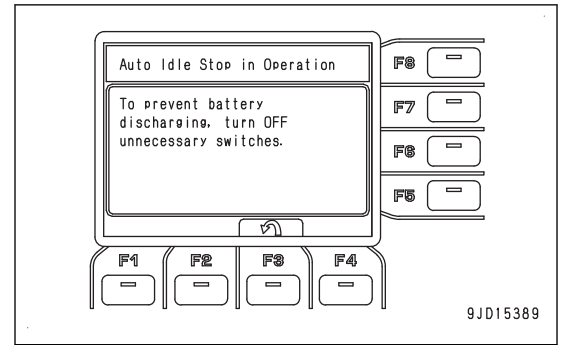 Auto Idle Stop in Operation
F8
To prevent battery
F7
discharging, turn OFF
unnecessary switches.
F6
F5
F1 F2 F3 F4
9JD15389